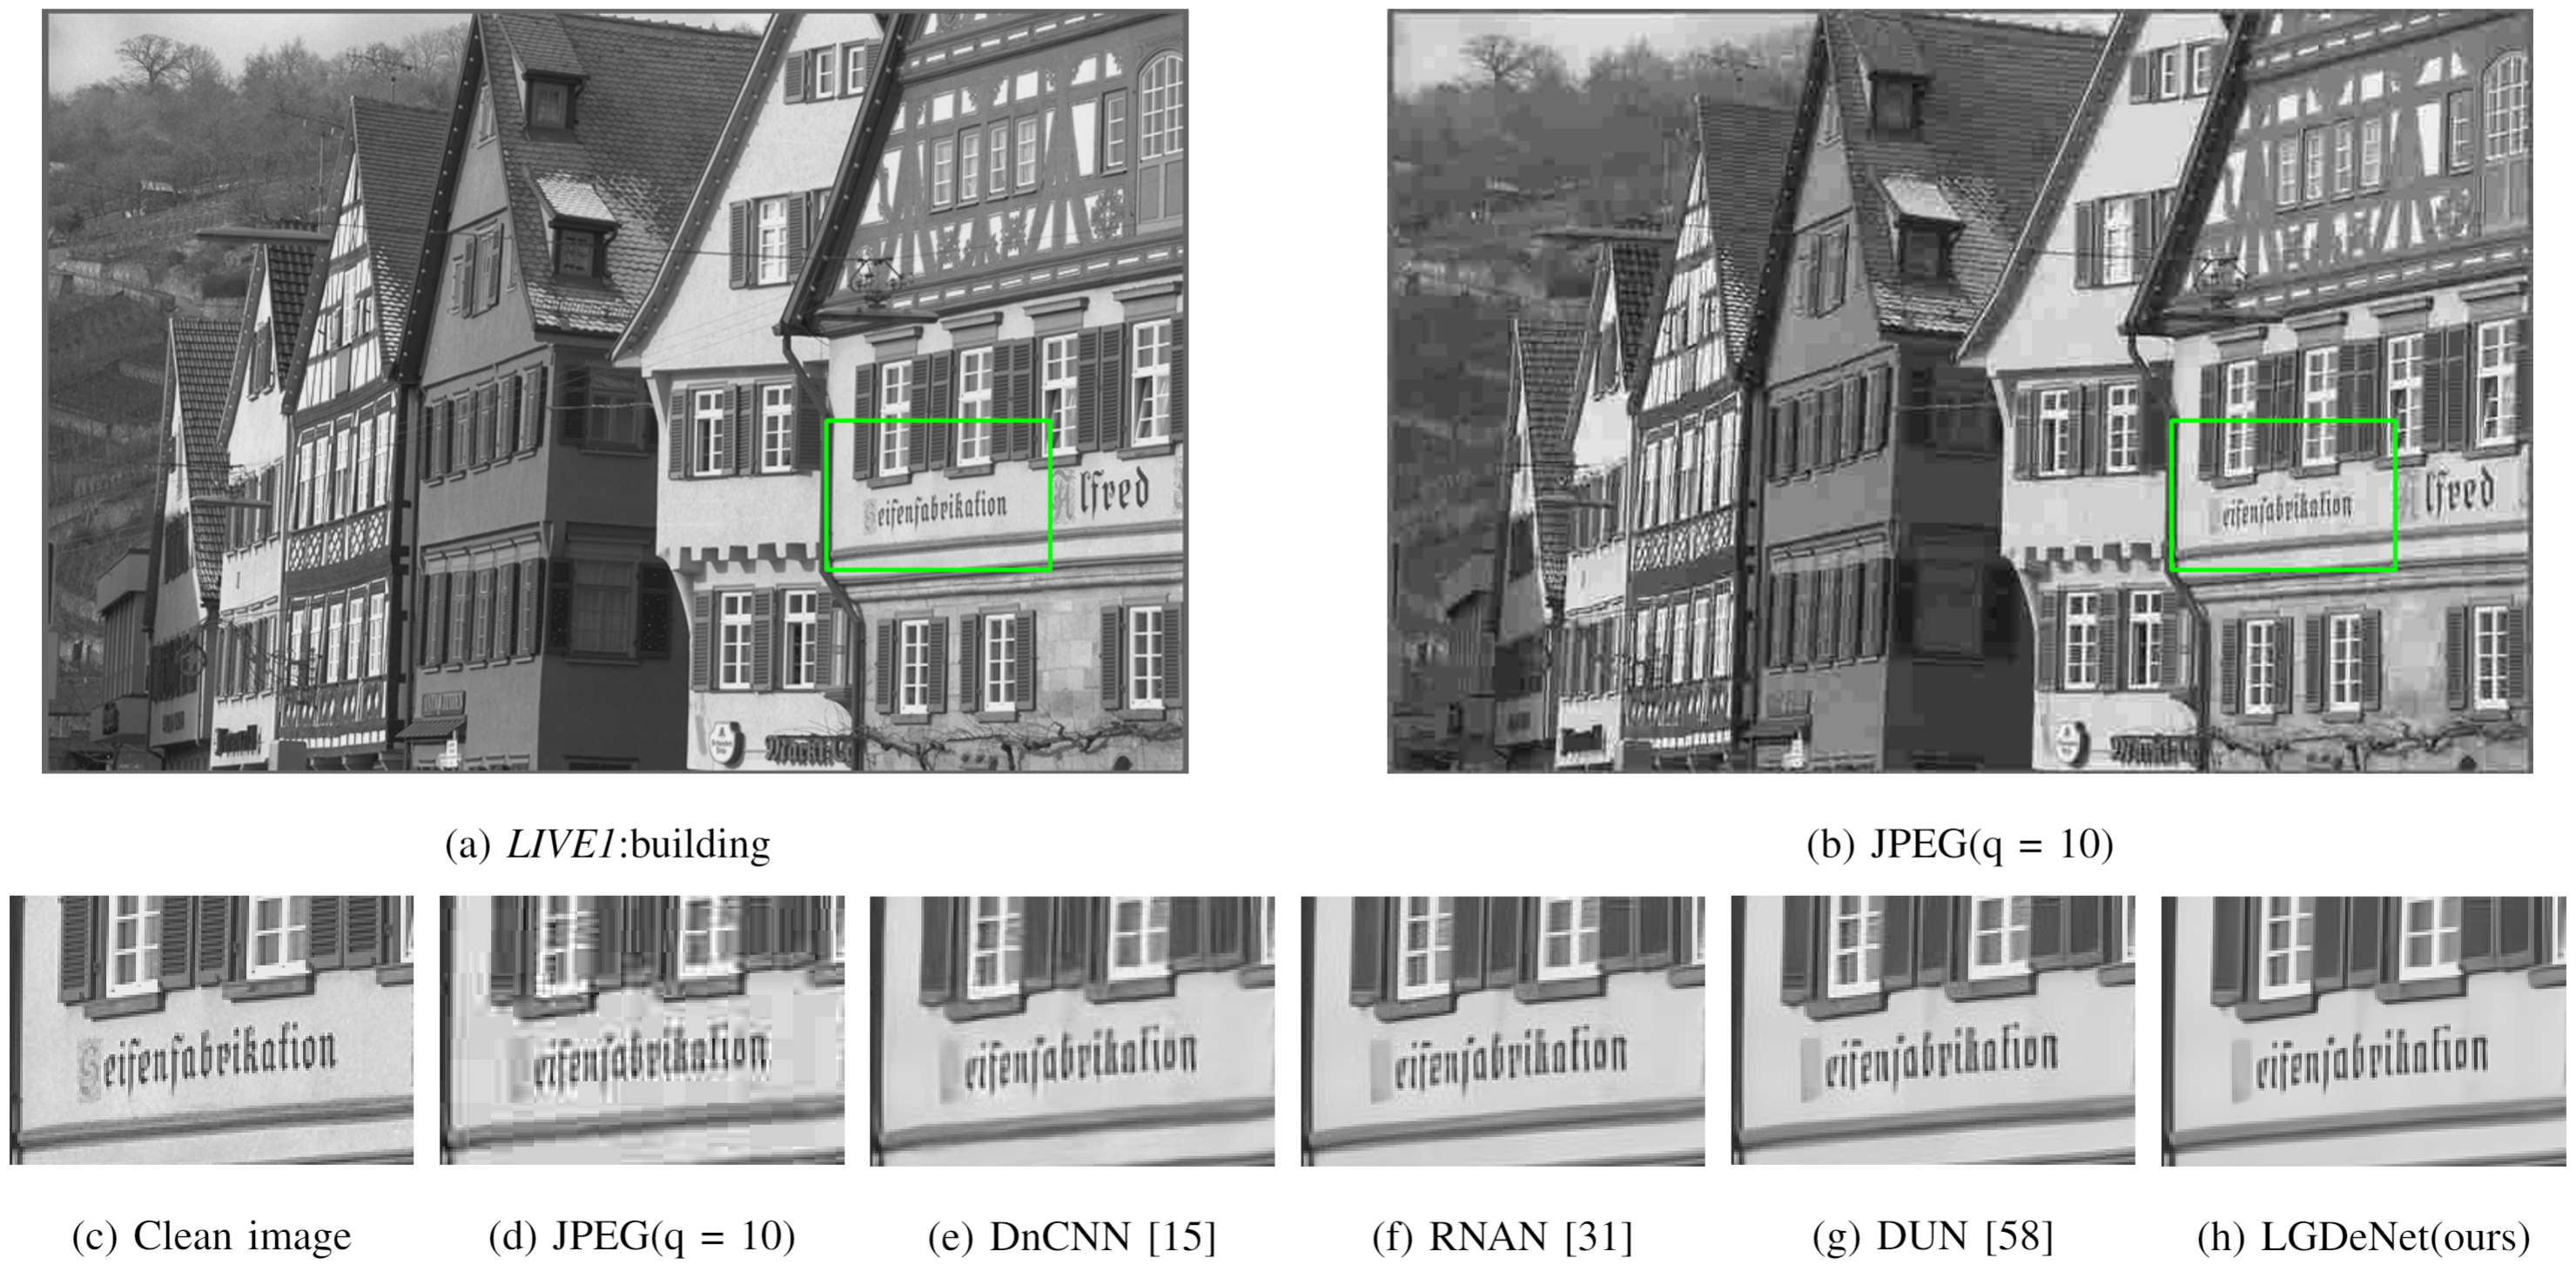 Seifenfabrikation
Alfred
eifenfabrikation
lfred
(a) LIVE1:building
(b) JPEG(q = 10)
Seifenfabrikation
eifenfabrikation
eifenfabrikation
eifenfabrikation
eifenfabrikation
eifenfabrikation
(c) Clean image
(d) JPEG(q = 10)
(e) DnCNN [15]
(f) RNAN [31]
(g) DUN [58]
(h) LGDeNet(ours)